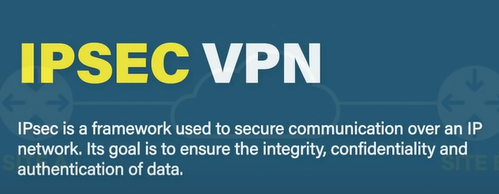 IPSEC VPN
IPsec is a framework used to secure communication over an IP
network. Its goal is to ensure the integrity, confidentiality and
authentication of data.